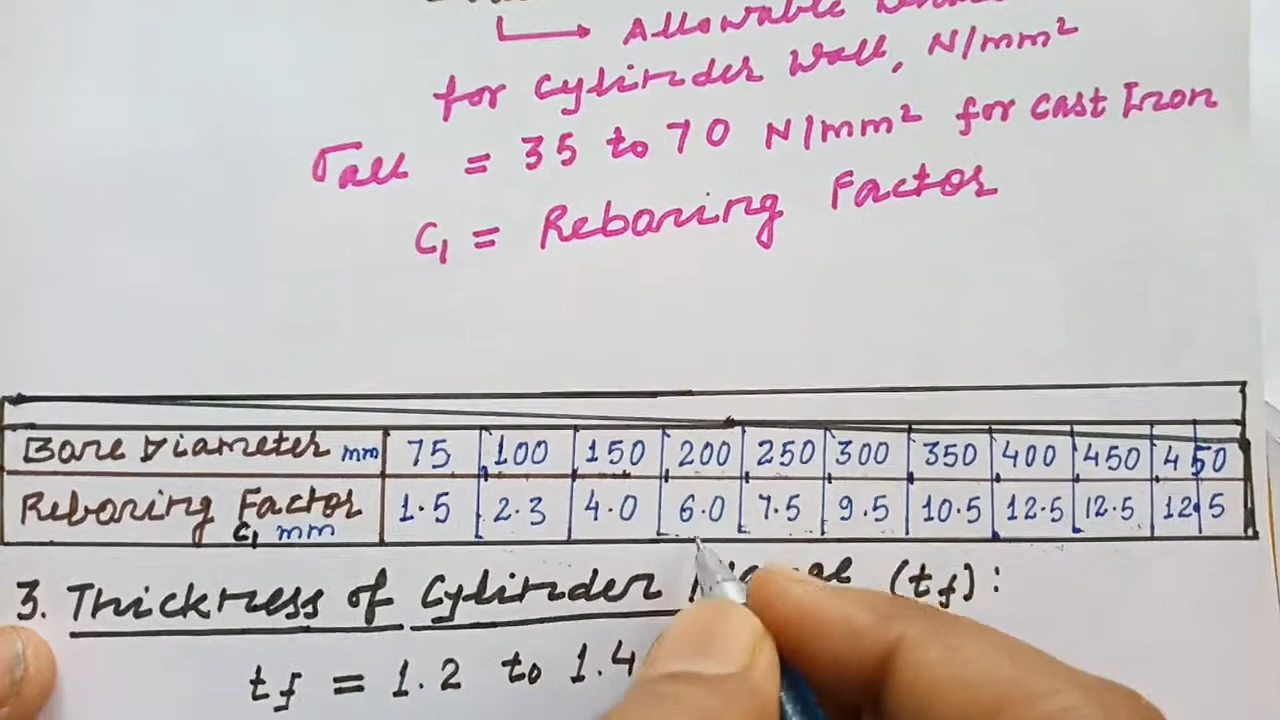 Allowable
for Cylinder Wall, N/mm²
σall = 35 to 70 N/mm² for Cast Iron
C₁ = Reboring Factor
Bore Diameter mm 75 100 150 200 250 300 350 400 450 450
Reboring Factor C₁ mm 1.5 2.3 4.0 6.0 7.5 9.5 10.5 12.5 12.5 12.5
3. Thickness of Cylinder (tf):
tf = 1.2 to 1.4